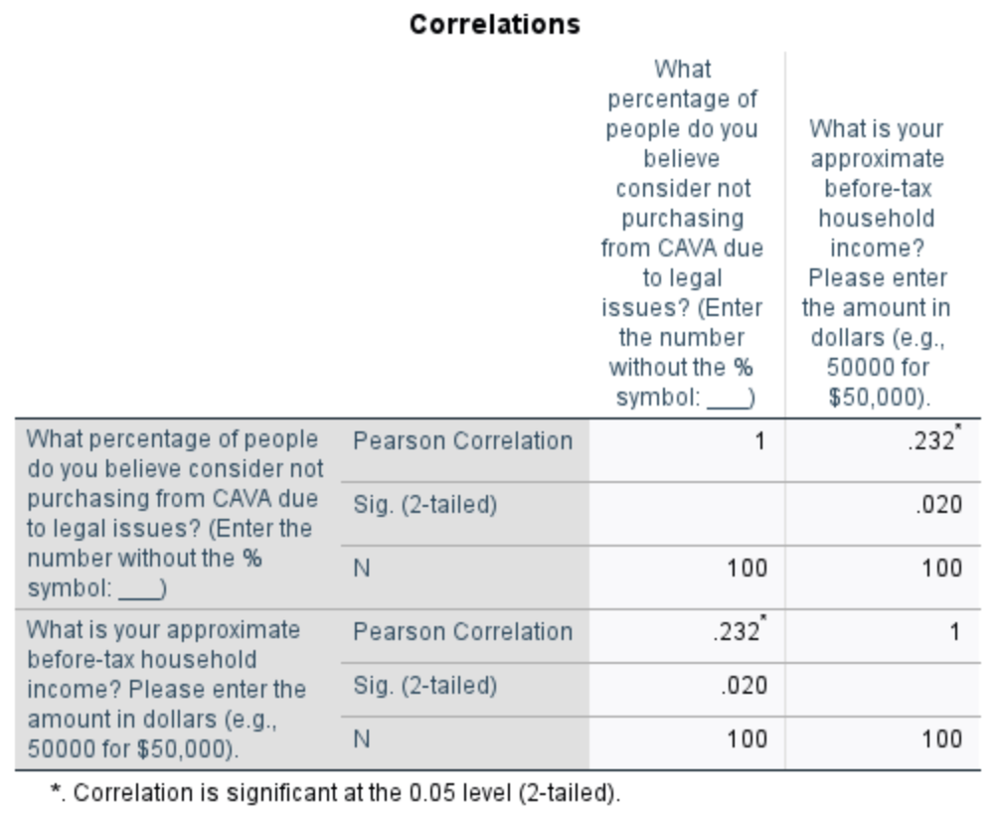 Correlations
What
percentage of
people do you
believe
consider not
purchasing
from CAVA due
to legal
issues? (Enter
the number
without the %
symbol: ___)
What is your
approximate
before-tax
household
income?
Please enter
the amount in
dollars (e.g.,
50000 for
$50,000).
What percentage of people
do you believe consider not
purchasing from CAVA due
to legal issues? (Enter the
number without the %
symbol: ___)
Pearson Correlation 1 .232*
Sig. (2-tailed) .020
N 100 100
What is your approximate
before-tax household
income? Please enter the
amount in dollars (e.g.,
50000 for $50,000).
Pearson Correlation .232* 1
Sig. (2-tailed) .020
N 100 100
*. Correlation is significant at the 0.05 level (2-tailed).